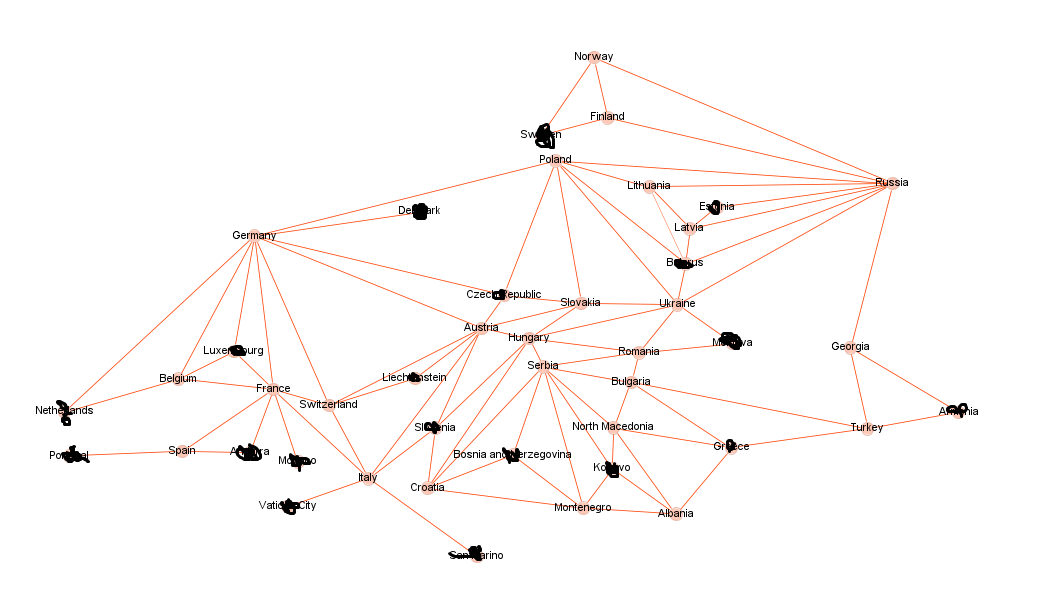 Norway
Finland
Sweden
Poland
Russia
Lithuania
Estonia
Denmark
Latvia
Germany
Belarus
Czech Republic
Slovakia
Ukraine
Austria
Hungary
Moldova
Georgia
Luxembourg
Romania
Serbia
Belgium
Liechtenstein
Bulgaria
France
Switzerland
Netherlands
Armenia
Slovenia
North Macedonia
Turkey
Greece
Spain
Andorra
Portugal
Bosnia and Herzegovina
Monaco
Kosovo
Italy
Croatia
Vatican City
Montenegro
Albania
San Marino